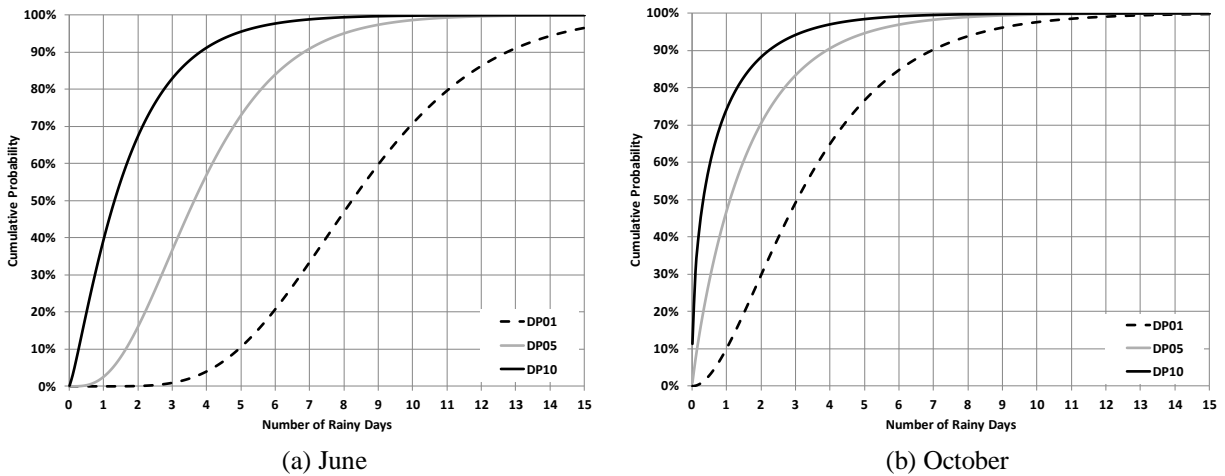 100%
90%
80%
70%
60%
50%
40%
30%
20%
10%
0%
Cumulative Probability
0 1 2 3 4 5 6 7 8 9 10 11 12 13 14 15
Number of Rainy Days
DP01
DP05
DP10
(a) June
100%
90%
80%
70%
60%
50%
40%
30%
20%
10%
0%
Cumulative Probability
0 1 2 3 4 5 6 7 8 9 10 11 12 13 14 15
Number of Rainy Days
DP01
DP05
DP10
(b) October